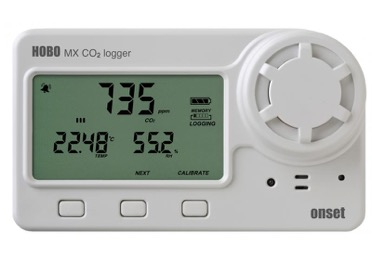 HOBO MX CO₂ logger
735 ppm
CO₂
MEMORY
LOGGING
22.48 °C
TEMP
55.2 %
RH
NEXT CALIBRATE
onset